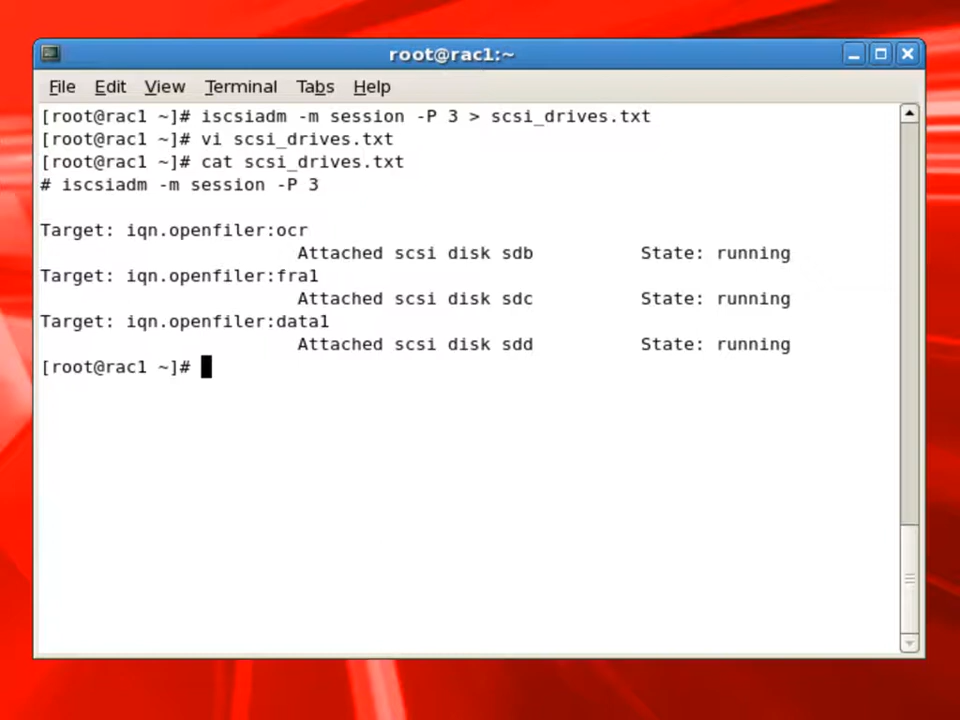 root@rac1:~
File Edit View Terminal Tabs Help
[root@rac1 ~]# iscsiadm -m session -P 3 > scsi_drives.txt
[root@rac1 ~]# vi scsi_drives.txt
[root@rac1 ~]# cat scsi_drives.txt
# iscsiadm -m session -P 3
Target: iqn.openfiler:ocr
Attached scsi disk sdb State: running
Target: iqn.openfiler:fra1
Attached scsi disk sdc State: running
Target: iqn.openfiler:data1
Attached scsi disk sdd State: running
[root@rac1 ~]#